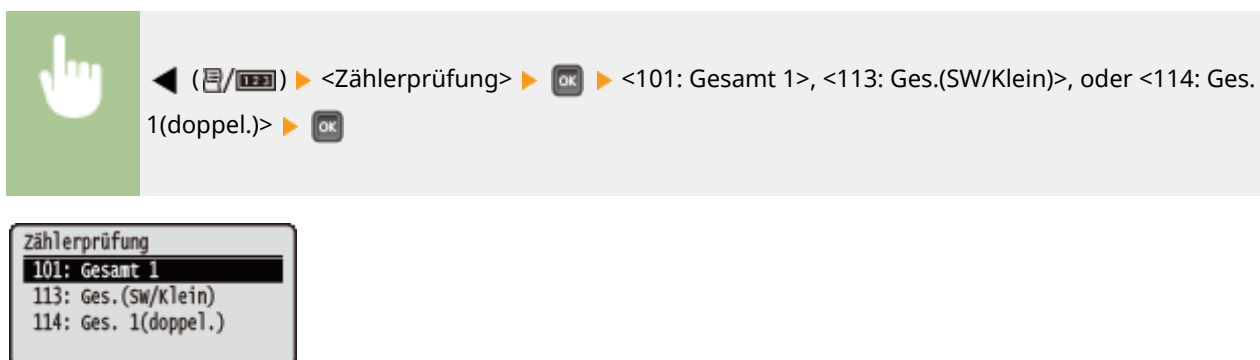 ◀ (/123) ▶ <Zählerprüfung> ▶ OK ▶ <101: Gesamt 1>, <113: Ges.(SW/Klein)>, oder <114: Ges.
1(doppel.)> ▶ OK
Zählerprüfung
101: Gesamt 1
113: Ges.(SW/Klein)
114: Ges. 1(doppel.)